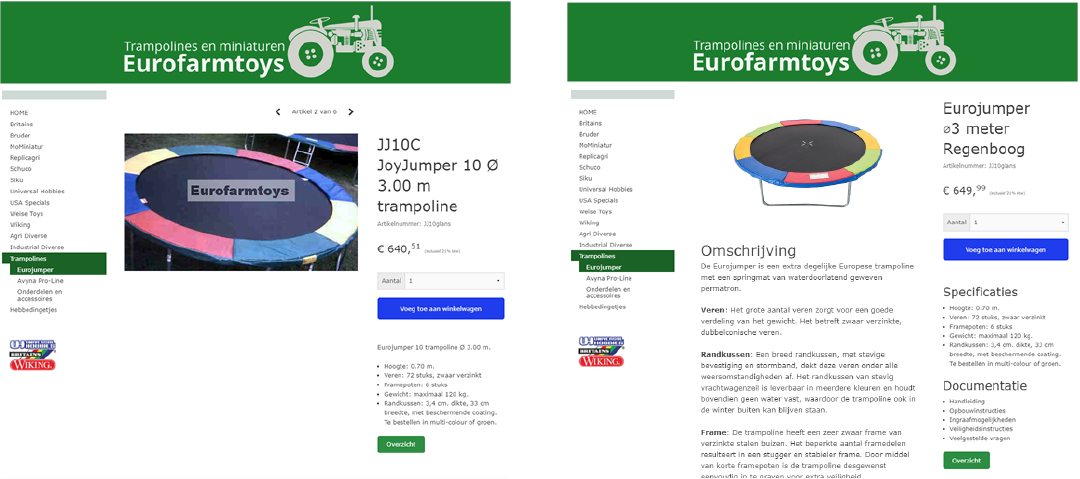 Trampolines en miniaturen
Eurofarmtoys
HOME
Britains
Bruder
MoMiniatur
Replicagri
Schuco
Siku
Universal Hobbies
USA Specials
Weise Toys
Wiking
Agri Diverse
Industrial Diverse
Trampolines
Eurojumper
Avyna Pro-Line
Onderdelen en
accessoires
Hebbedingetjes
BRITAINS
WIKING.
Artikel 2 van 6
Eurofarmtoys
JJ10C
JoyJumper 10 Ø
3.00 m
trampoline
Artikelnummer: JJ10glans
€ 640,51 (inclusief 21% btw)
Aantal 1
Voeg toe aan winkelwagen
Eurojumper 10 trampoline Ø 3.00 m.
• Hoogte: 0.70 m.
• Veren: 72 stuks, zwaar verzinkt
• Framepoten: 6 stuks
• Gewicht: maximaal 120 kg.
• Randkussen: 3,4 cm. dikte, 33 cm
breedte, met beschermende coating.
Te bestellen in multi-colour of groen.
Overzicht
Trampolines en miniaturen
Eurofarmtoys
HOME
Britains
Bruder
MoMiniatur
Replicagri
Schuco
Siku
Universal Hobbies
USA Specials
Weise Toys
Wiking
Agri Diverse
Industrial Diverse
Trampolines
Eurojumper
Avyna Pro-Line
Onderdelen en
accessoires
Hebbedingetjes
BRITAINS
WIKING.
Omschrijving
De Eurojumper is een extra degelijke Europese trampoline
met een springmat van waterdoorlatend geweven
permatron.
Veren: Het grote aantal veren zorgt voor een goede
verdeling van het gewicht. Het betreft zwaar verzinkte,
dubbelconische veren.
Randkussen: Een breed randkussen, met stevige
bevestiging en stormband, dekt deze veren onder alle
weersomstandigheden af. Het randkussen van stevig
vrachtwagenzeil is leverbaar in meerdere kleuren en houdt
bovendien geen water vast, waardoor de trampoline ook in
de winter buiten kan blijven staan.
Frame: De trampoline heeft een zeer zwaar frame van
verzinkte stalen buizen. Het beperkte aantal framedelen
resulteert in een stugger en stabieler frame. Door middel
van korte framepoten is de trampoline desgewenst
eenvoudig in te graven voor extra veiligheid.
Eurojumper
⌀3 meter
Regenboog
Artikelnummer: JJ10glans
€ 649,99 (inclusief 21% btw)
Aantal 1
Voeg toe aan winkelwagen
Specificaties
• Hoogte: 0.70 m.
• Veren: 72 stuks, zwaar verzinkt
• Framepoten: 6 stuks
• Gewicht: maximaal 120 kg.
• Randkussen: 3,4 cm. dikte, 33 cm
breedte, met beschermende coating.
Te bestellen in multi-colour of groen.
Documentatie
• Handleiding
• Opbouwinstructies
• Ingraafmogelijkheden
• Veiligheidsinstructies
• Veelgestelde vragen
Overzicht